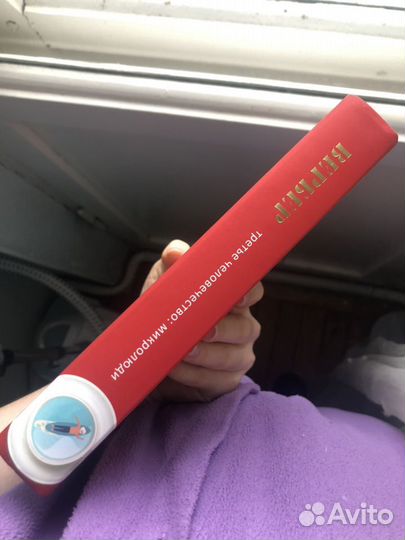 ВЕРБЕР
третье человечество: микролюди
Avito